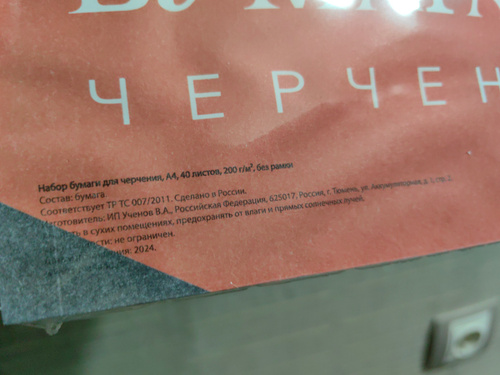 ЧЕРЧЕН
Набор бумаги для черчения, А4, 40 листов, 200 г/м², без рамки
Состав: бумага
Соответствует ТР ТС 007/2011. Сделано в России.
Изготовитель: ИП Ученов В.А., Российская Федерация, 625017, Россия, г. Тюмень, ул.
в сухих помещениях, предохранять от влаги и прямых солнечных лучей.
не ограничен.
2024.